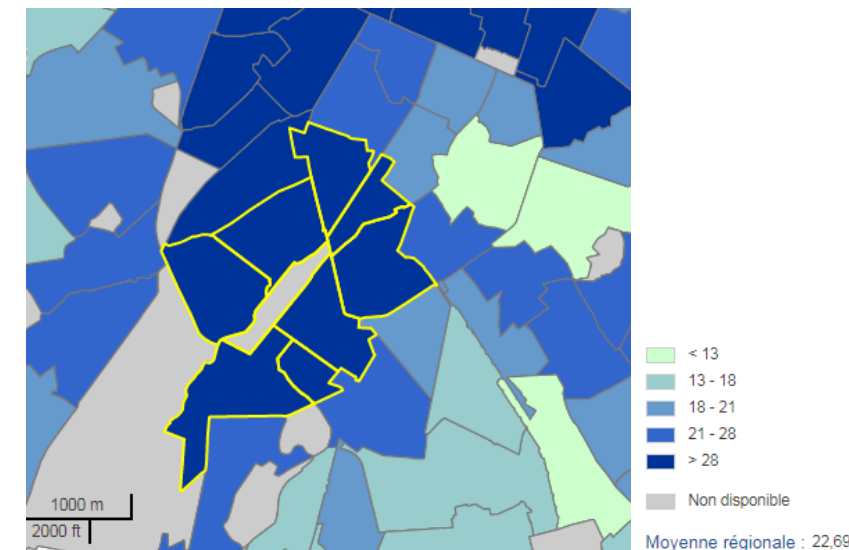 < 13
13 - 18
18 - 21
21 - 28
> 28
Non disponible
Moyenne régionale : 22,69
1000 m
2000 ft